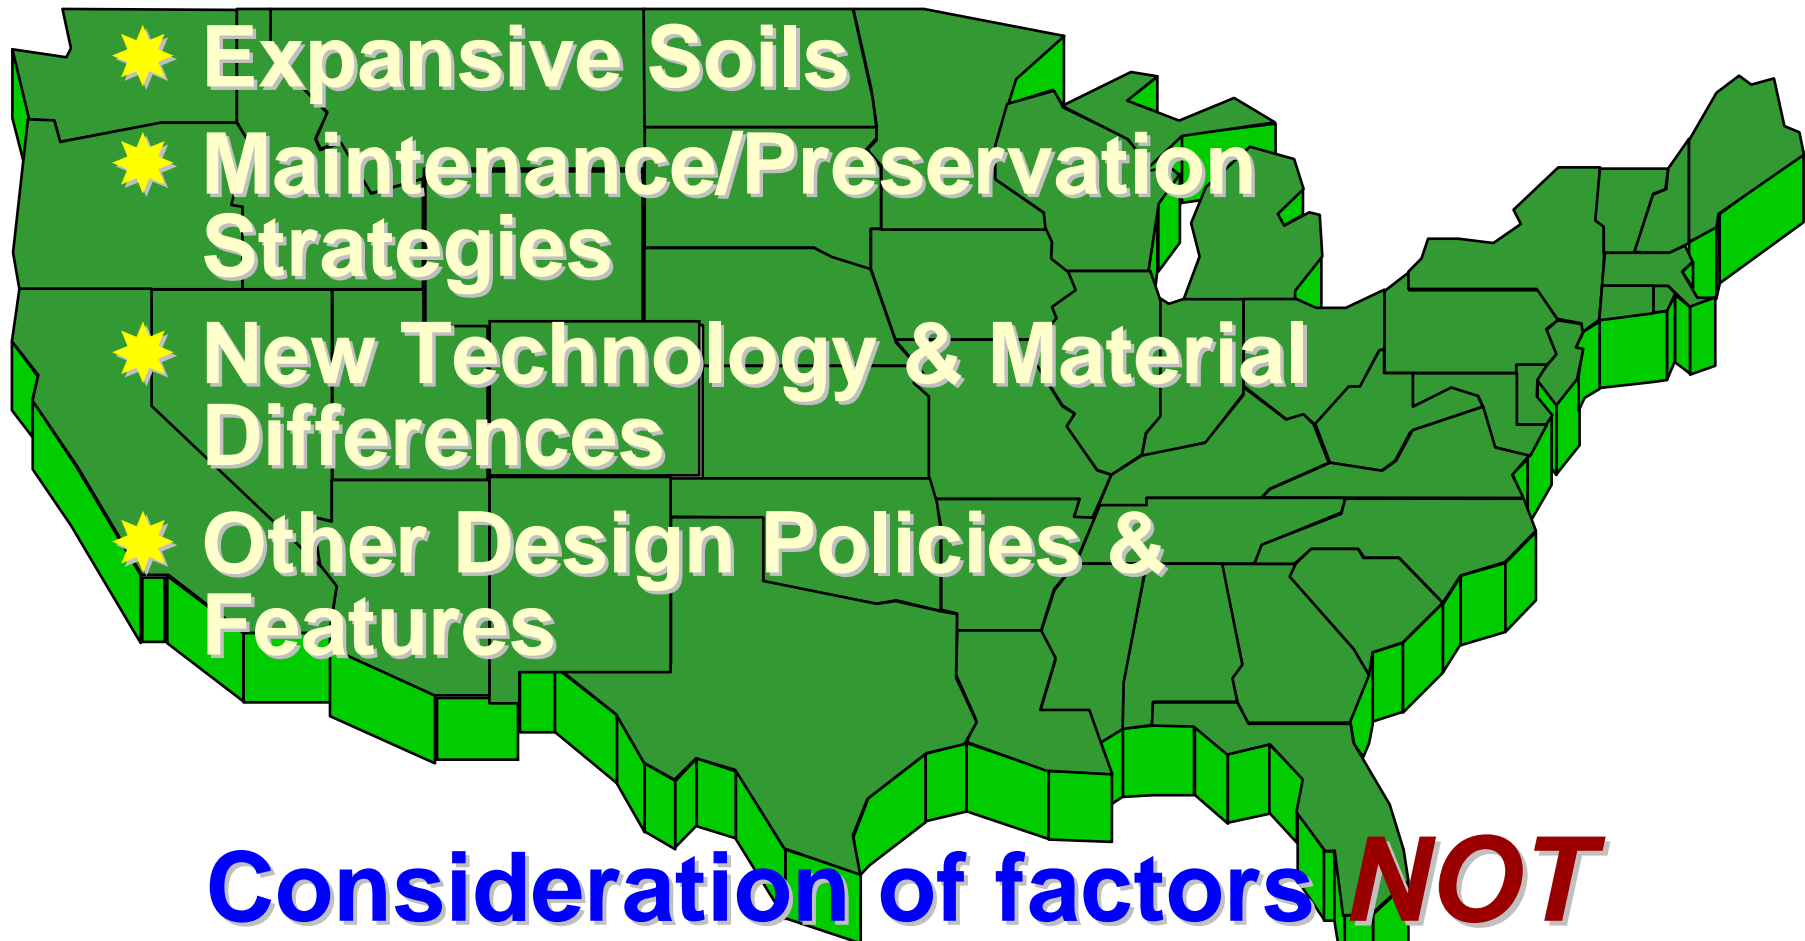 Expansive Soils
Maintenance/Preservation
Strategies
New Technology & Material
Differences
Other Design Policies &
Features
Consideration of factors NOT